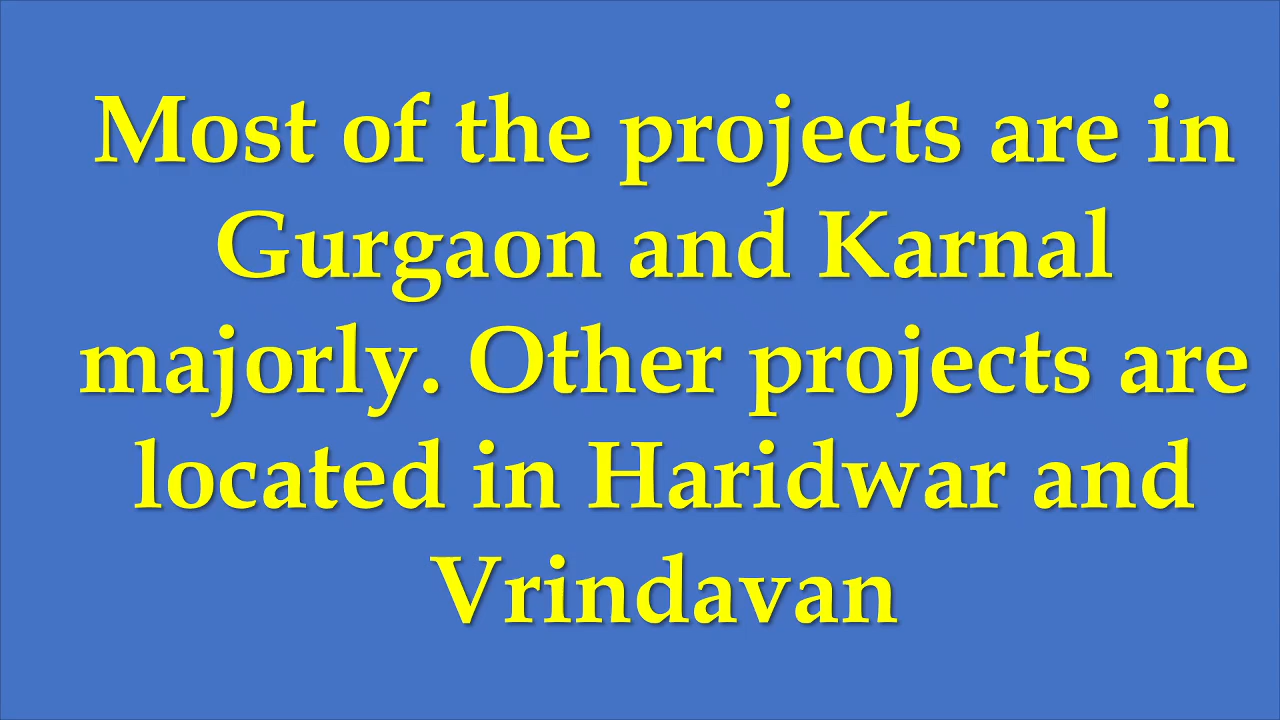 Most of the projects are in
Gurgaon and Karnal
majorly. Other projects are
located in Haridwar and
Vrindavan